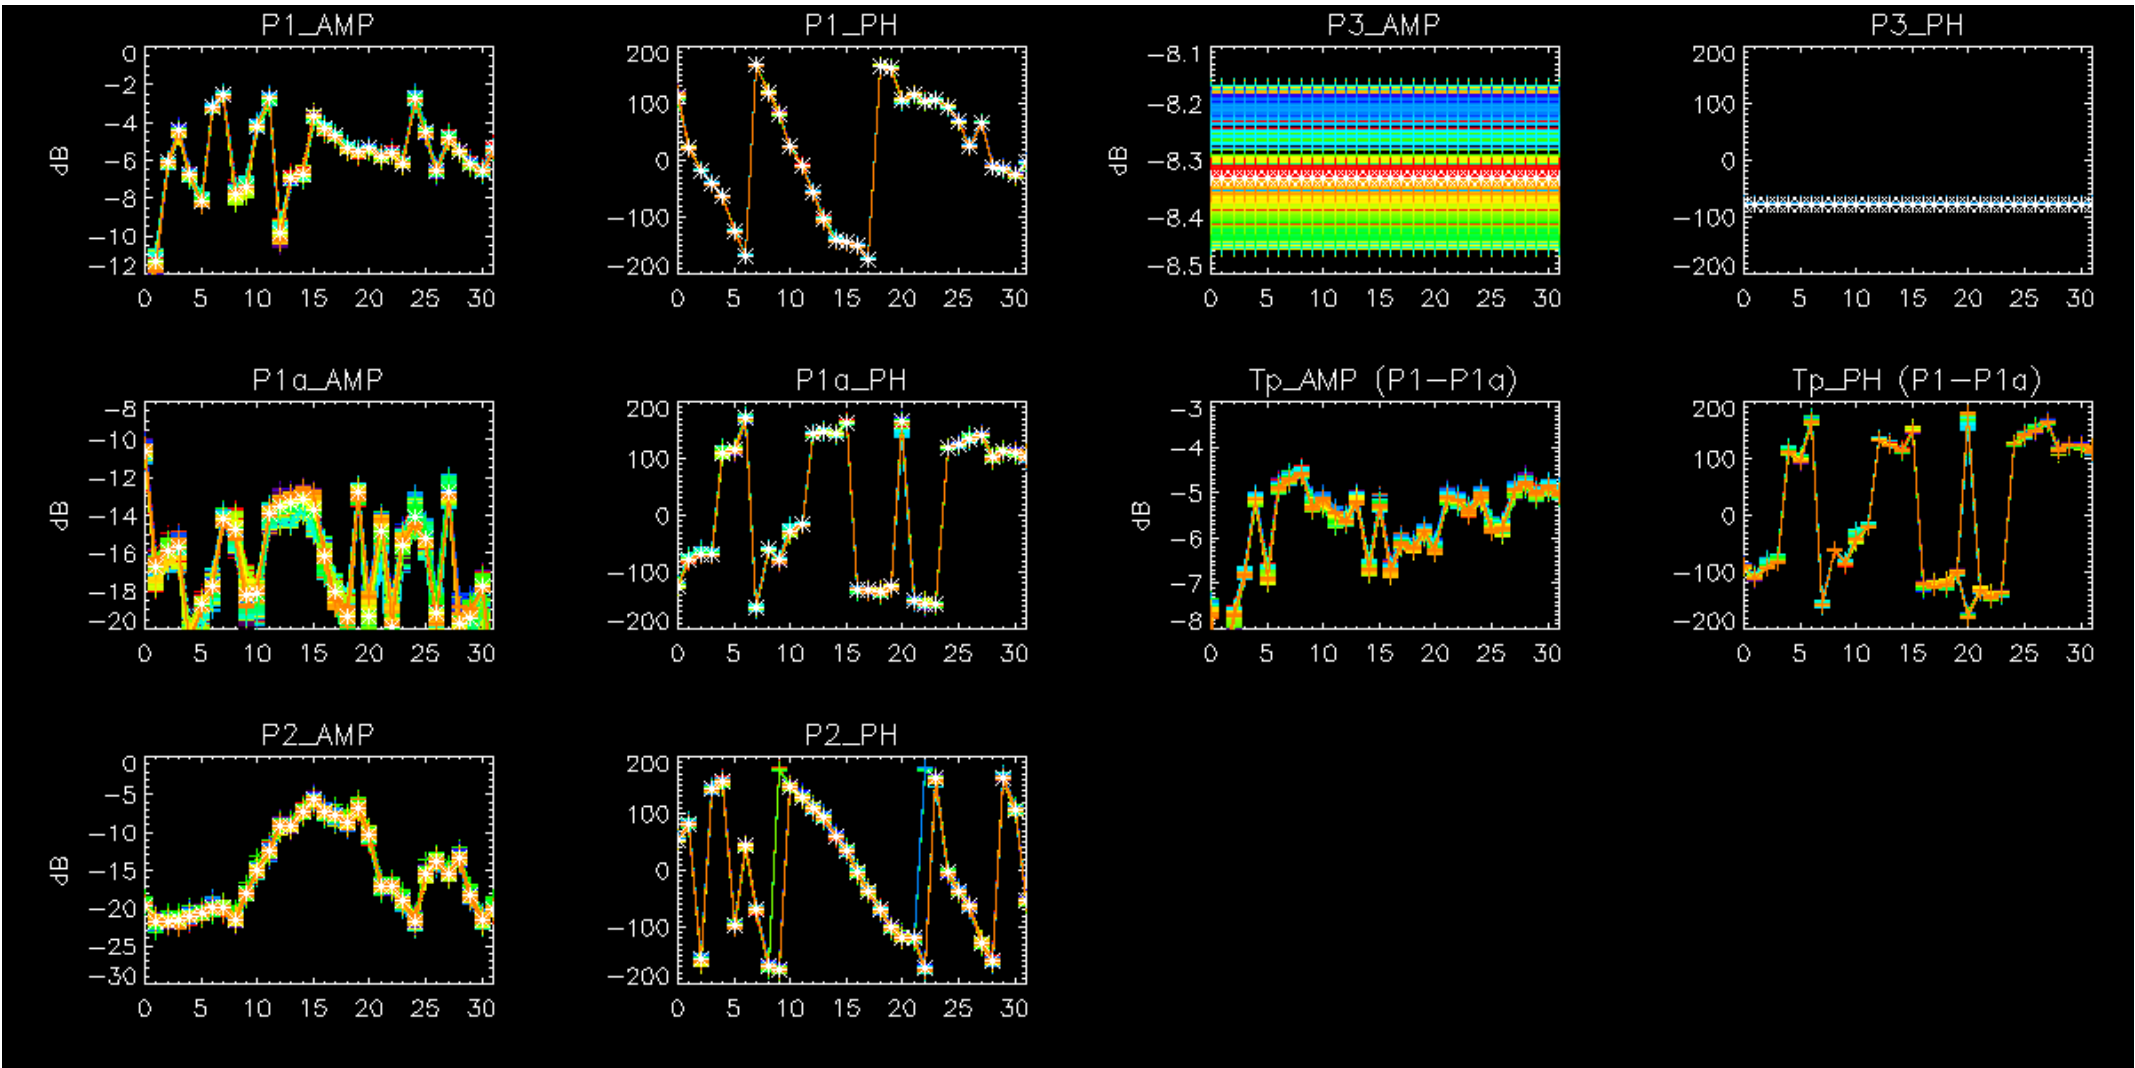 P1_AMP P1_PH P3_AMP P3_PH
0 200 -8.1 200
-2 100 -8.2 100
-4 0 -8.3 0
-6 -100 -8.4 -100
-8 -200 -8.5 -200
-10
-12
dB dB
0 5 10 15 20 25 30 0 5 10 15 20 25 30 0 5 10 15 20 25 30 0 5 10 15 20 25 30
P1a_AMP P1a_PH Tp_AMP (P1-P1a) Tp_PH (P1-P1a)
-8 200 -3 200
-10 100 -4 100
-12 0 -5 0
-14 -100 -6 -100
-16 -200 -7 -200
-18 -8
-20
dB dB
0 5 10 15 20 25 30 0 5 10 15 20 25 30 0 5 10 15 20 25 30 0 5 10 15 20 25 30
P2_AMP P2_PH
0 200
-5 100
-10 0
-15 -100
-20 -200
-25
-30
dB
0 5 10 15 20 25 30 0 5 10 15 20 25 30